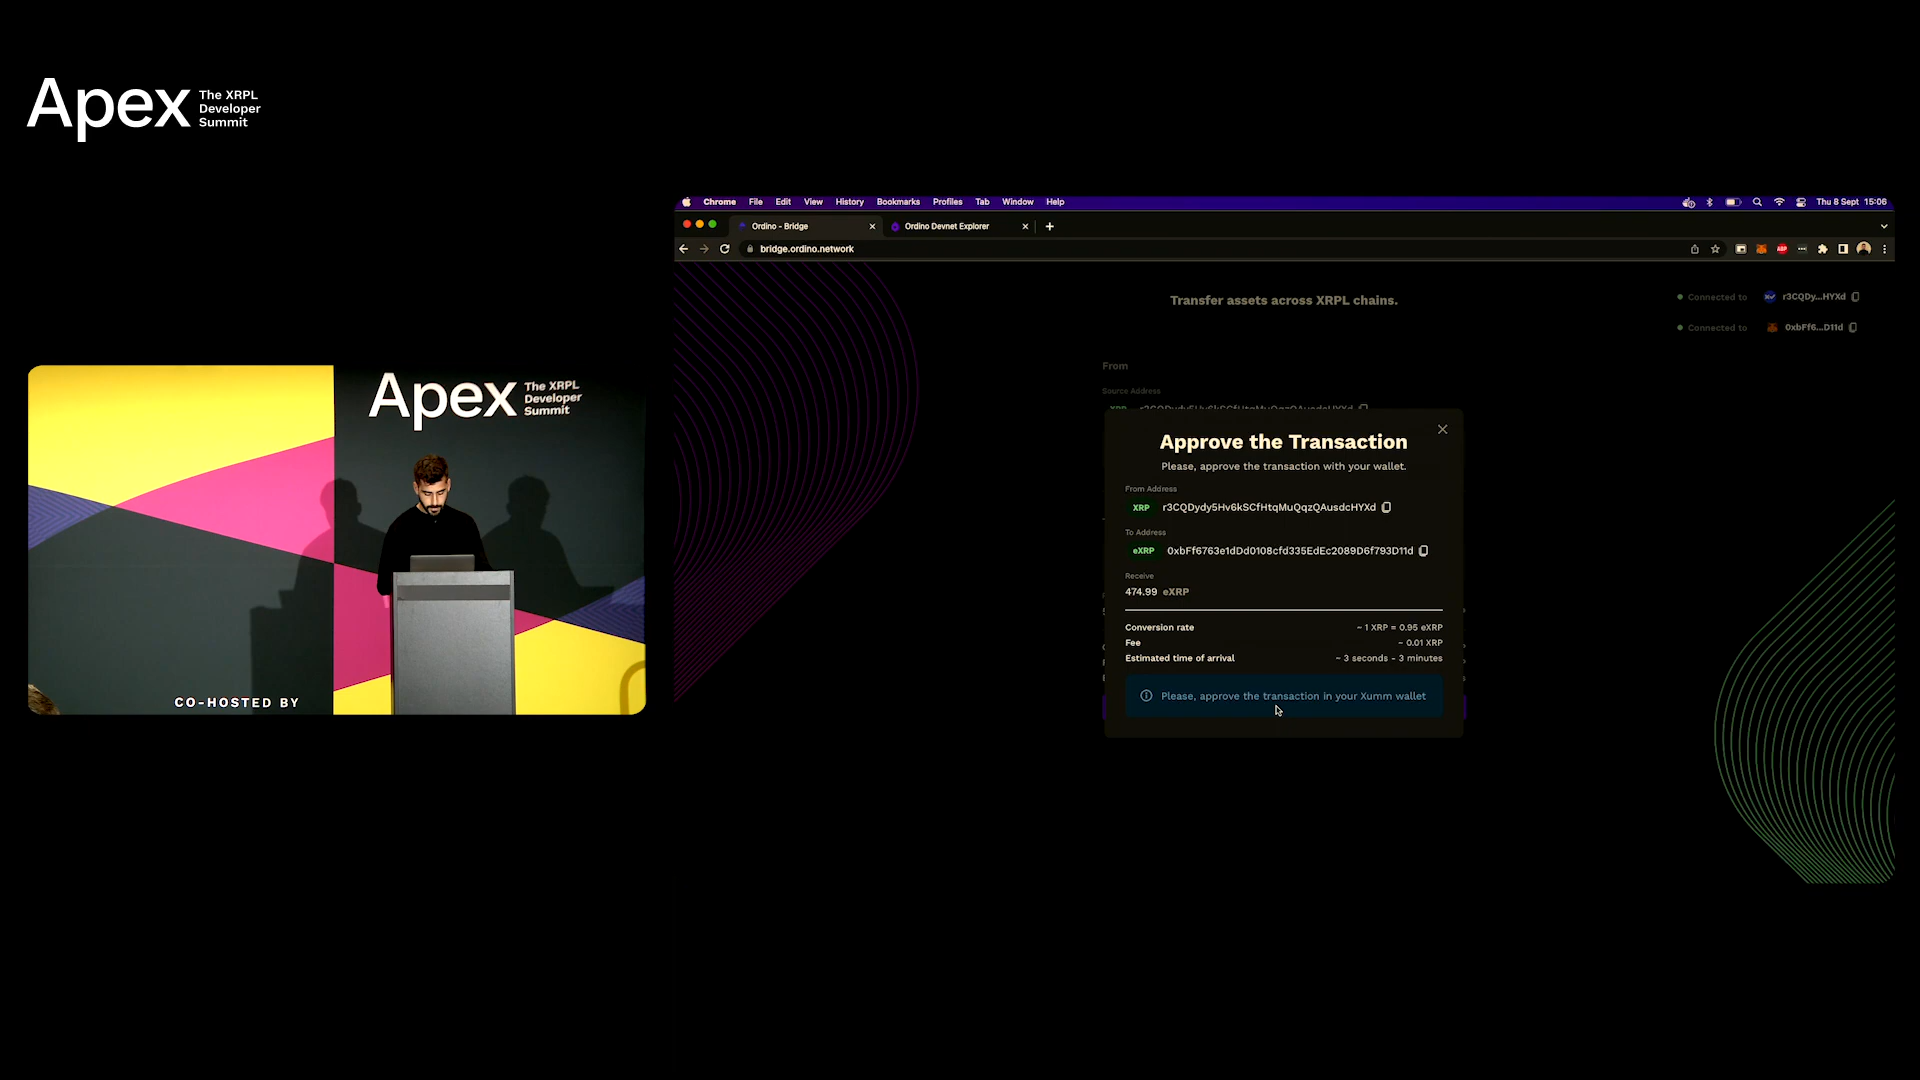 Apex
The XRPL
Developer
Summit
Apex
The XRPL
Developer
Summit
CO-HOSTED BY
Chrome File Edit View History Bookmarks Profiles Tab Window Help
Thu 8 Sept 15:06
Ordino - Bridge
Ordino Devnet Explorer
bridge.ordino.network
ABP
Transfer assets across XRPL chains.
Connected to r3CQDy...HYXd
Connected to 0xbFf6...D11d
From
Source Address
Approve the Transaction
Please, approve the transaction with your wallet.
From Address
XRP r3CQDydy5Hv6kSCfHtqMuQqzQAusdcHYXd
To Address
eXRP 0xbFf6763e1dDd0108cfd335EdEc2089D6f793D11d
Receive
474.99 eXRP
Conversion rate ~ 1 XRP = 0.95 eXRP
Fee ~ 0.01 XRP
Estimated time of arrival ~ 3 seconds - 3 minutes
Please, approve the transaction in your Xumm wallet